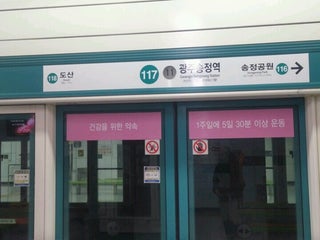 118 도산
117 11 광주송정역
송정공원 116
건강을 위한 약속
1주일에 5일 30분 이상 운동